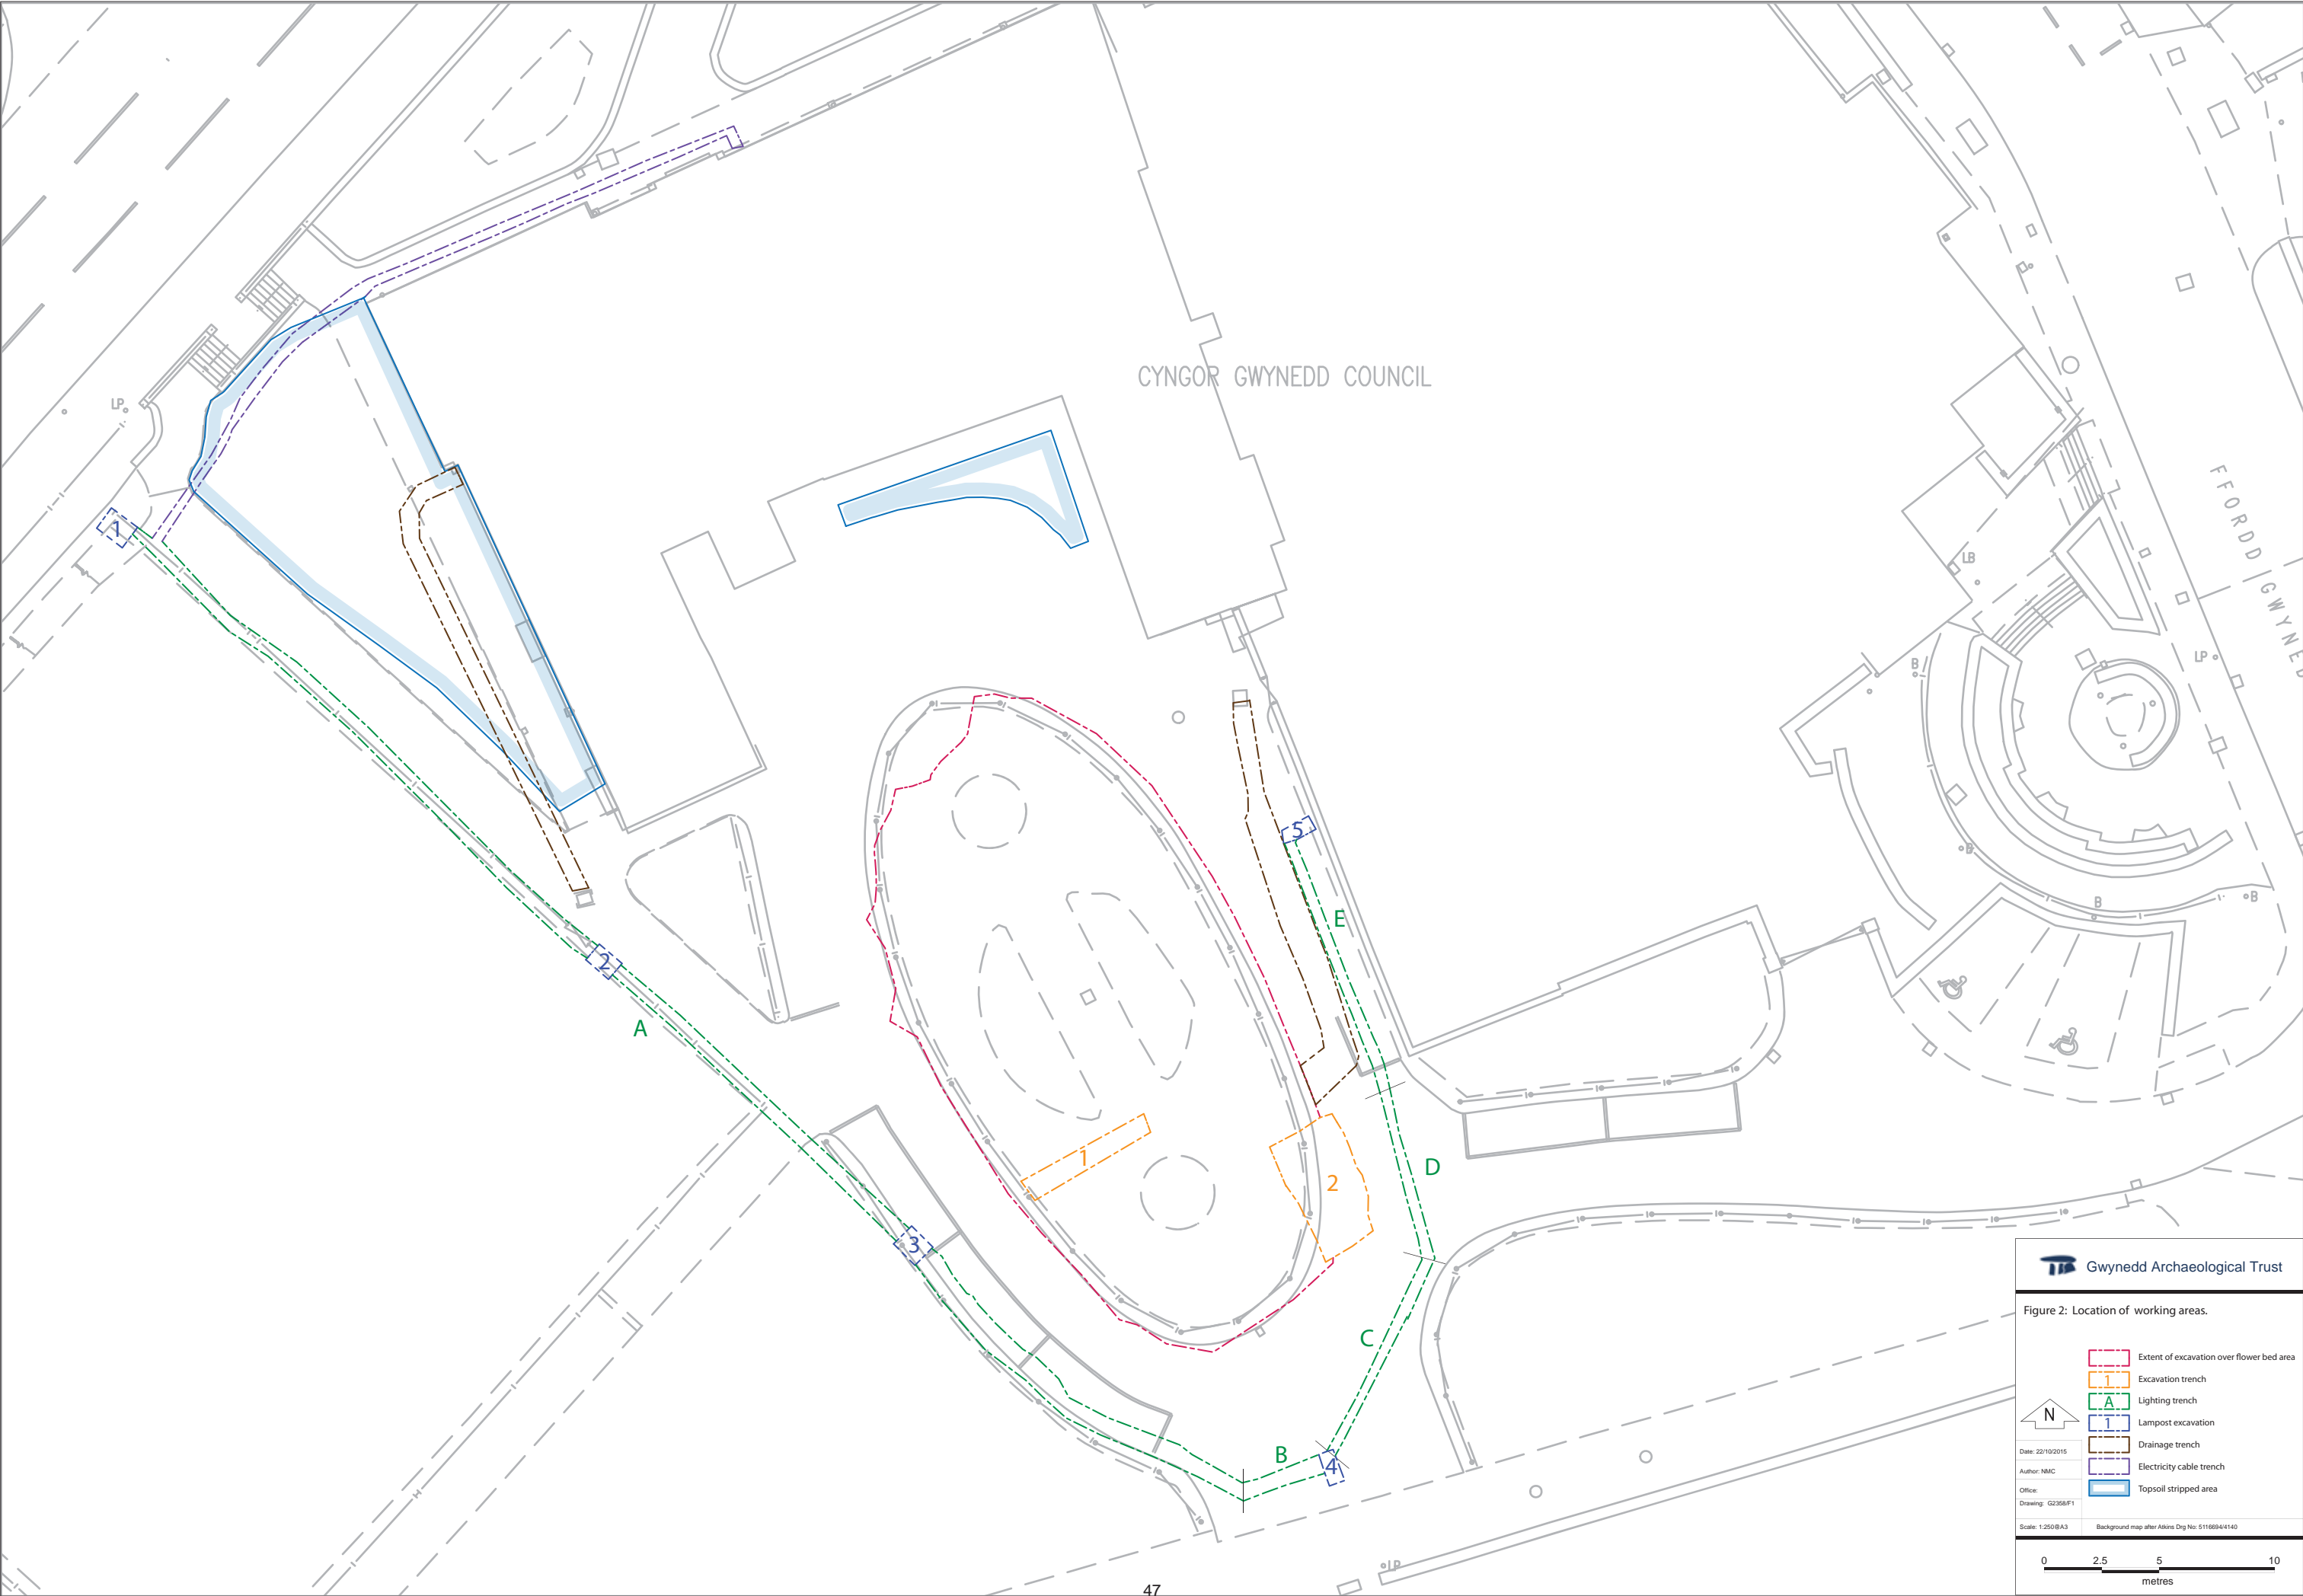 CYNGOR GWYNEDD COUNCIL
LP
1
2
A
3
B
4
C
D
E
5
1
2
LB
B
LP
B
B
B
LP
FFORDD GWYNED
Gwynedd Archaeological Trust
Figure 2: Location of working areas.
Extent of excavation over flower bed area
1 Excavation trench
A Lighting trench
1 Lampost excavation
Drainage trench
Electricity cable trench
Topsoil stripped area
N
Date: 22/10/2015
Author: NMC
Office:
Drawing: G2358/F1
Scale: 1:250@A3
Background map after Atkins Drg No: 5116694/4140
0 2.5 5 10
metres
47